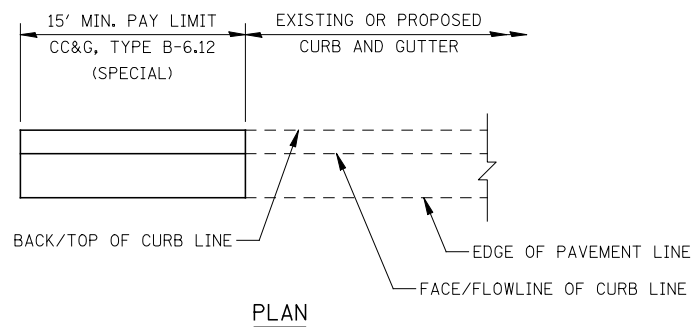 15' MIN. PAY LIMIT
CC&G, TYPE B-6.12
(SPECIAL)
EXISTING OR PROPOSED
CURB AND GUTTER
BACK/TOP OF CURB LINE
EDGE OF PAVEMENT LINE
FACE/FLOWLINE OF CURB LINE
PLAN